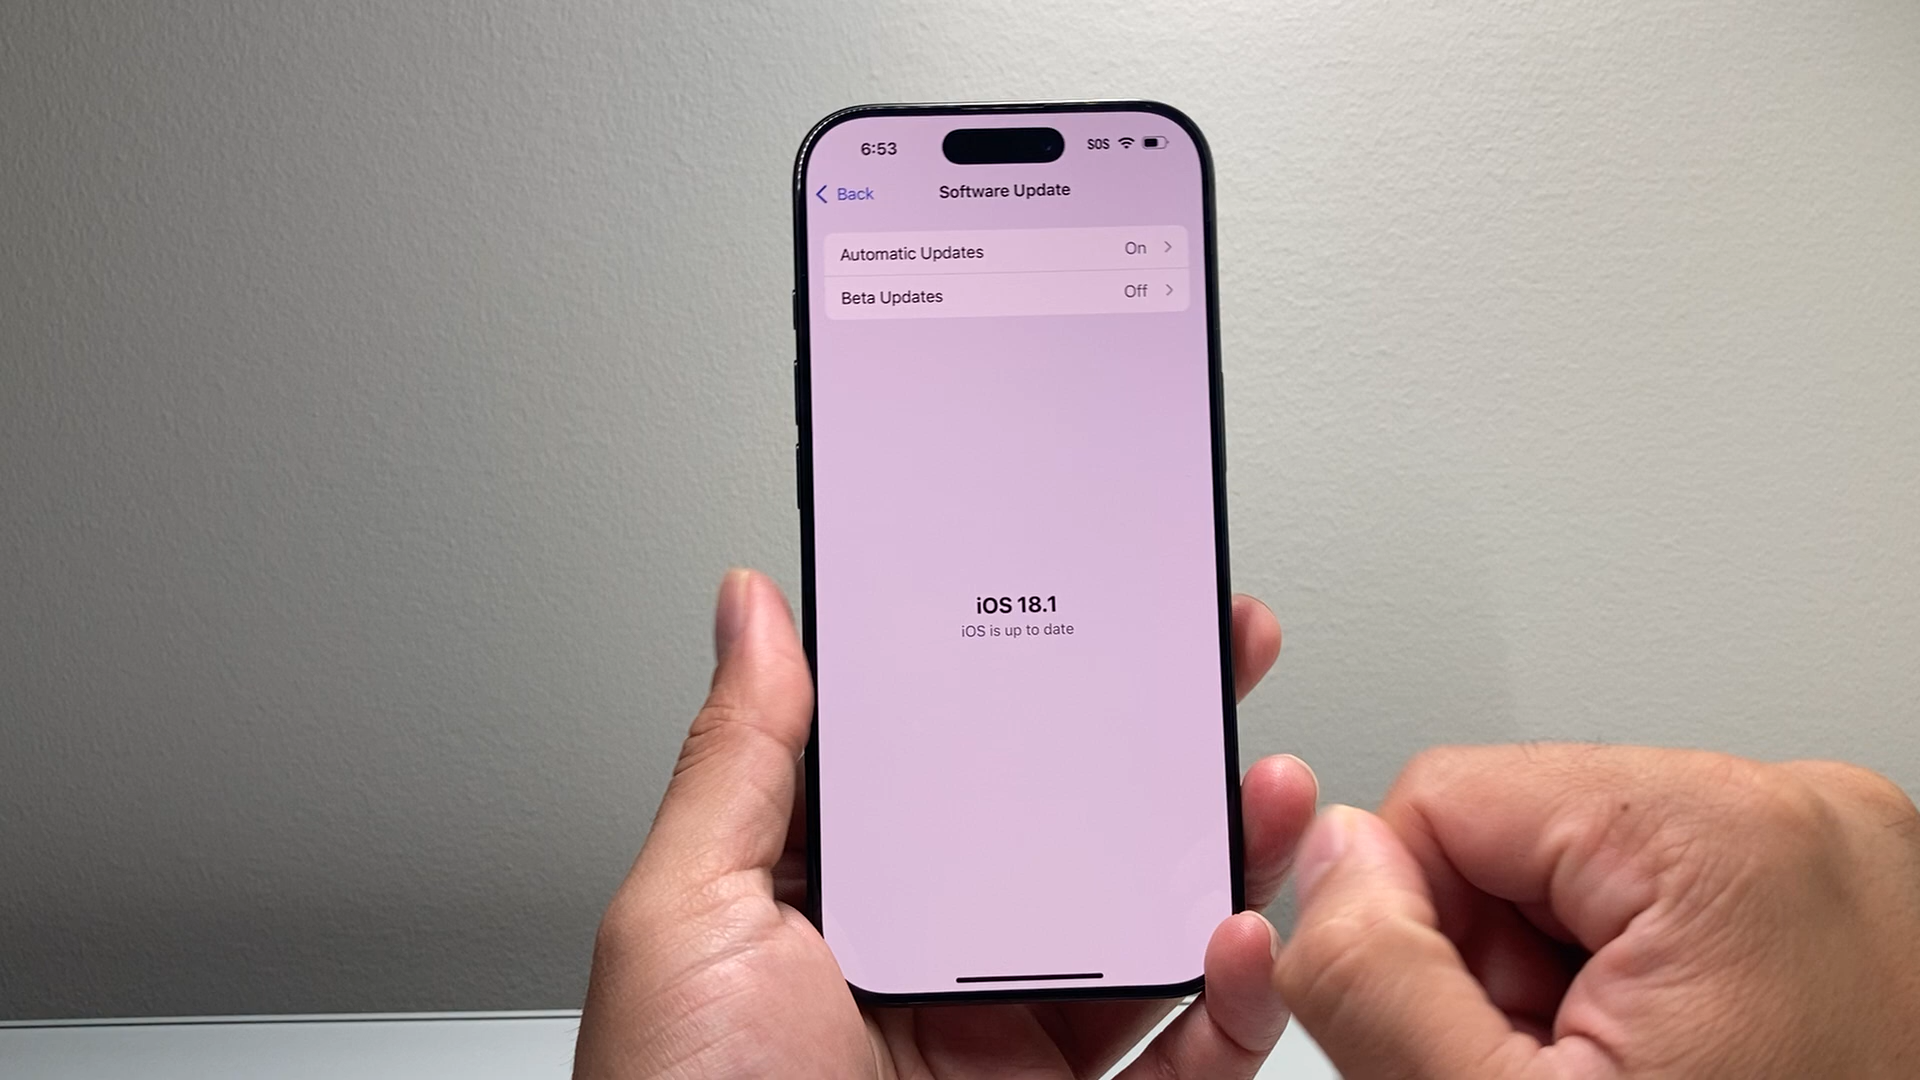 6:53
SOS
Back
Software Update
Automatic Updates On
Beta Updates Off
iOS 18.1
iOS is up to date